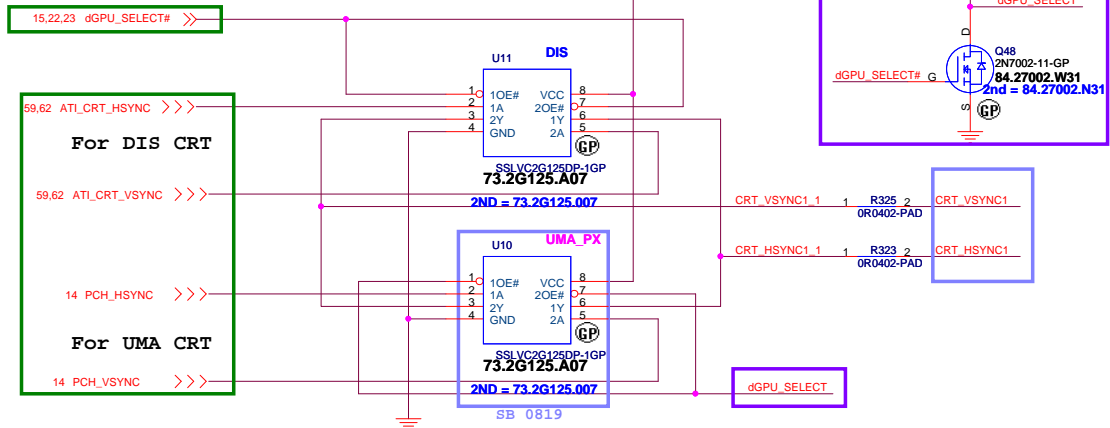 15,22,23 dGPU_SELECT#
dGPU_SELECT
D
Q48
2N7002-11-GP
84.27002.W31
2nd = 84.27002.N31
dGPU_SELECT# G
S
GP
U11
DIS
1 1OE# VCC 8
2 1A 2OE# 7
3 2Y 1Y 6
4 GND 2A 5
GP
SSLVC2G125DP-1GP
73.2G125.A07
2ND = 73.2G125.007
59,62 ATI_CRT_HSYNC
For DIS CRT
59,62 ATI_CRT_VSYNC
CRT_VSYNC1_1 1 R325 2 CRT_VSYNC1
0R0402-PAD
CRT_HSYNC1_1 1 R323 2 CRT_HSYNC1
0R0402-PAD
U10
UMA_PX
1 1OE# VCC 8
2 1A 2OE# 7
3 2Y 1Y 6
4 GND 2A 5
GP
SSLVC2G125DP-1GP
73.2G125.A07
2ND = 73.2G125.007
SB 0819
14 PCH_HSYNC
For UMA CRT
14 PCH_VSYNC
dGPU_SELECT